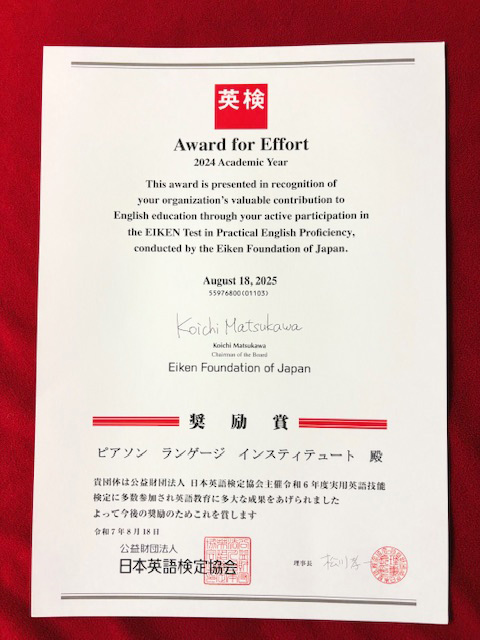 英検
Award for Effort
2024 Academic Year
This award is presented in recognition of
your organization's valuable contribution to
English education through your active participation in
the EIKEN Test in Practical English Proficiency,
conducted by the Eiken Foundation of Japan.
August 18, 2025
55976800(01103)
Koichi Matsukawa
Koichi Matsukawa
Chairman of the Board
Eiken Foundation of Japan
奨励賞
ピアソン ランゲージ インスティテュート 殿
貴団体は公益財団法人 日本英語検定協会主催令和6年度実用英語技能
検定に多数参加され英語教育に多大な成果をあげられました
よって今後の奨励のためこれを賞します
令和7年8月18日
公益財団法人
日本英語検定協会
理事長 松川孝一